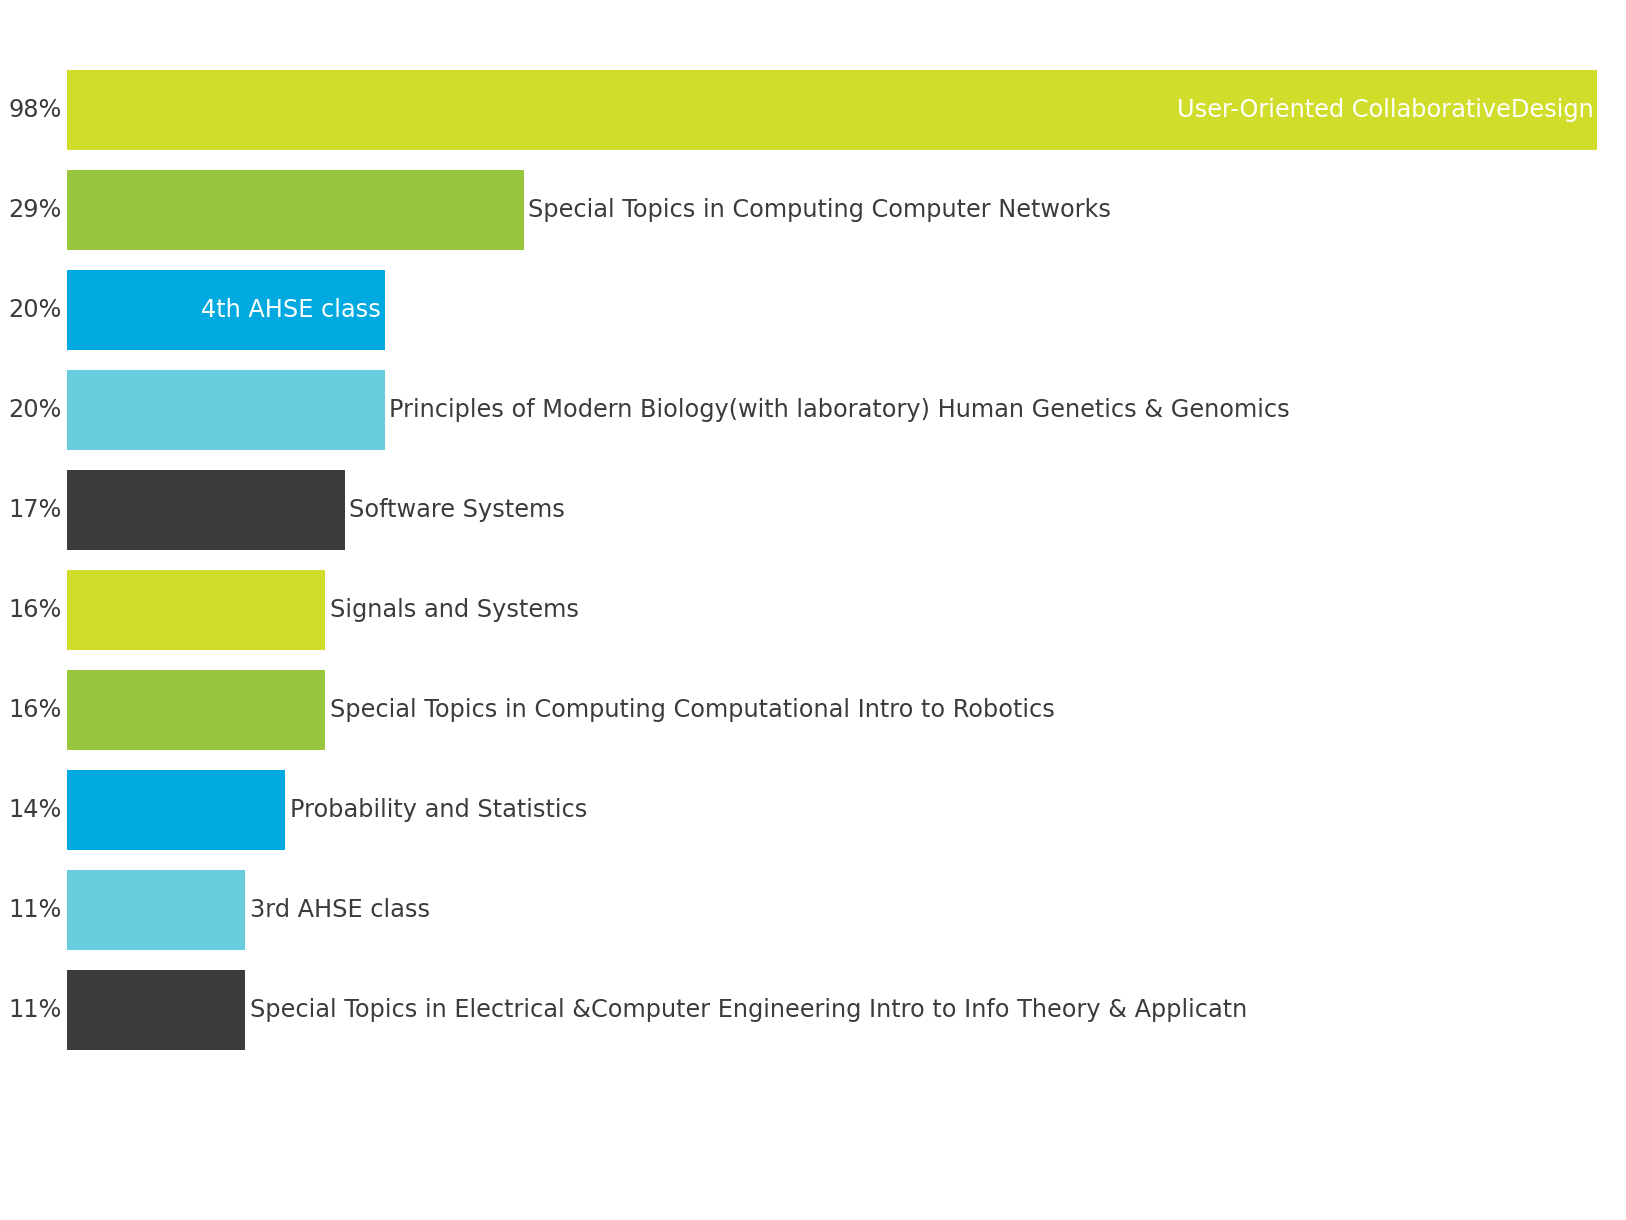 98% User-Oriented CollaborativeDesign
29% Special Topics in Computing Computer Networks
20% 4th AHSE class
20% Principles of Modern Biology(with laboratory) Human Genetics & Genomics
17% Software Systems
16% Signals and Systems
16% Special Topics in Computing Computational Intro to Robotics
14% Probability and Statistics
11% 3rd AHSE class
11% Special Topics in Electrical &Computer Engineering Intro to Info Theory & Applicatn